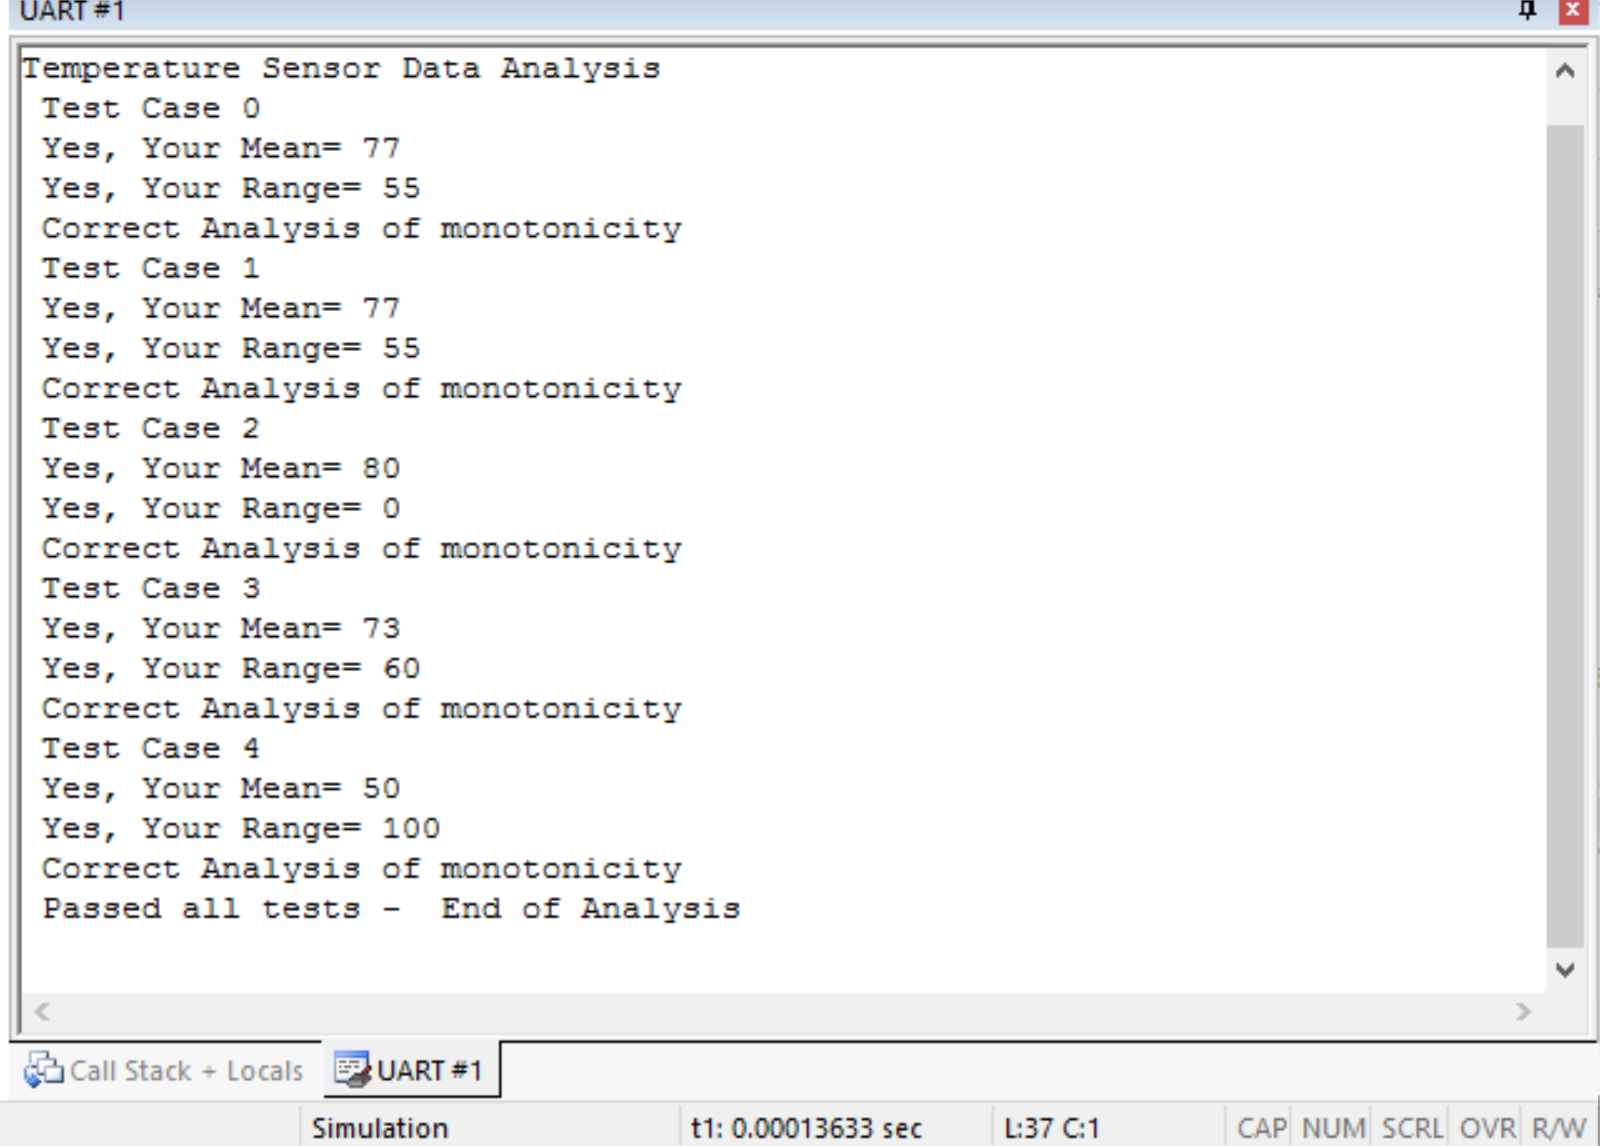 UART #1
Temperature Sensor Data Analysis
Test Case 0
Yes, Your Mean= 77
Yes, Your Range= 55
Correct Analysis of monotonicity
Test Case 1
Yes, Your Mean= 77
Yes, Your Range= 55
Correct Analysis of monotonicity
Test Case 2
Yes, Your Mean= 80
Yes, Your Range= 0
Correct Analysis of monotonicity
Test Case 3
Yes, Your Mean= 73
Yes, Your Range= 60
Correct Analysis of monotonicity
Test Case 4
Yes, Your Mean= 50
Yes, Your Range= 100
Correct Analysis of monotonicity
Passed all tests -  End of Analysis
Call Stack + Locals UART #1
Simulation t1: 0.00013633 sec L:37 C:1 CAP NUM SCRL OVR R/W